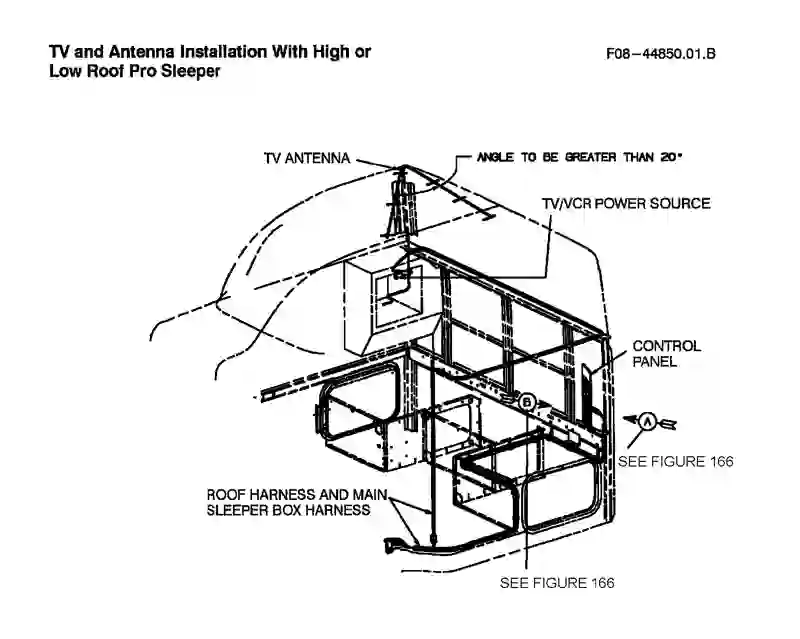 TV and Antenna Installation With High or
Low Roof Pro Sleeper
F08-44850.01.B
TV ANTENNA
ANGLE TO BE GREATER THAN 20°
TV/VCR POWER SOURCE
CONTROL
PANEL
B
A
SEE FIGURE 166
ROOF HARNESS AND MAIN
SLEEPER BOX HARNESS
SEE FIGURE 166